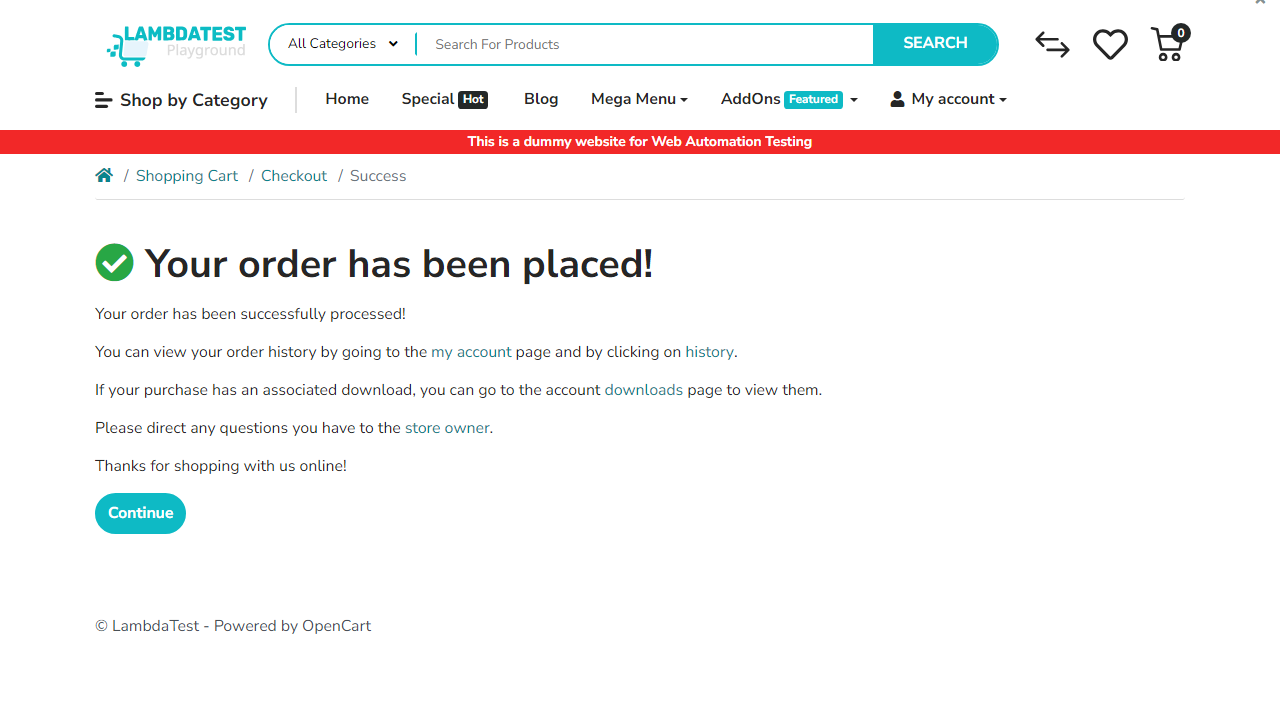 LAMBDATEST
Playground
All Categories
Search For Products
SEARCH
0
Shop by Category
Home
Special Hot
Blog
Mega Menu
AddOns Featured
My account
This is a dummy website for Web Automation Testing
/ Shopping Cart / Checkout / Success
Your order has been placed!
Your order has been successfully processed!
You can view your order history by going to the my account page and by clicking on history.
If your purchase has an associated download, you can go to the account downloads page to view them.
Please direct any questions you have to the store owner.
Thanks for shopping with us online!
Continue
© LambdaTest - Powered by OpenCart